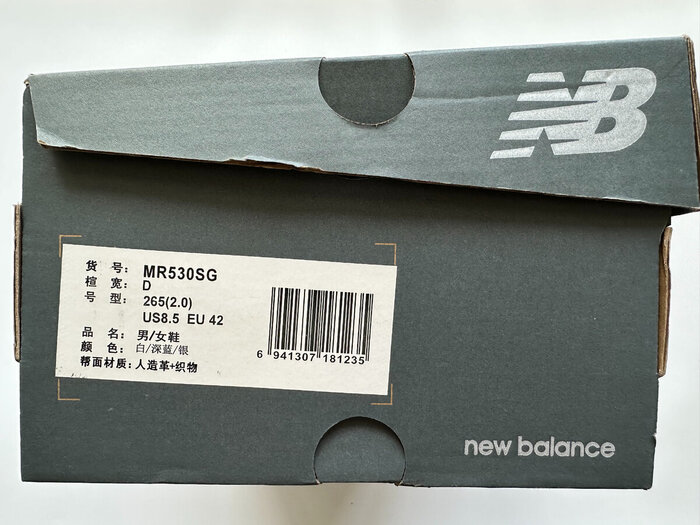 NB
货 号: MR530SG
楦 宽: D
号 型: 265(2.0)
US8.5 EU 42
品 名: 男/女鞋
颜 色: 白/深蓝/银
帮面材质: 人造革+织物
6 941307 181235
new balance